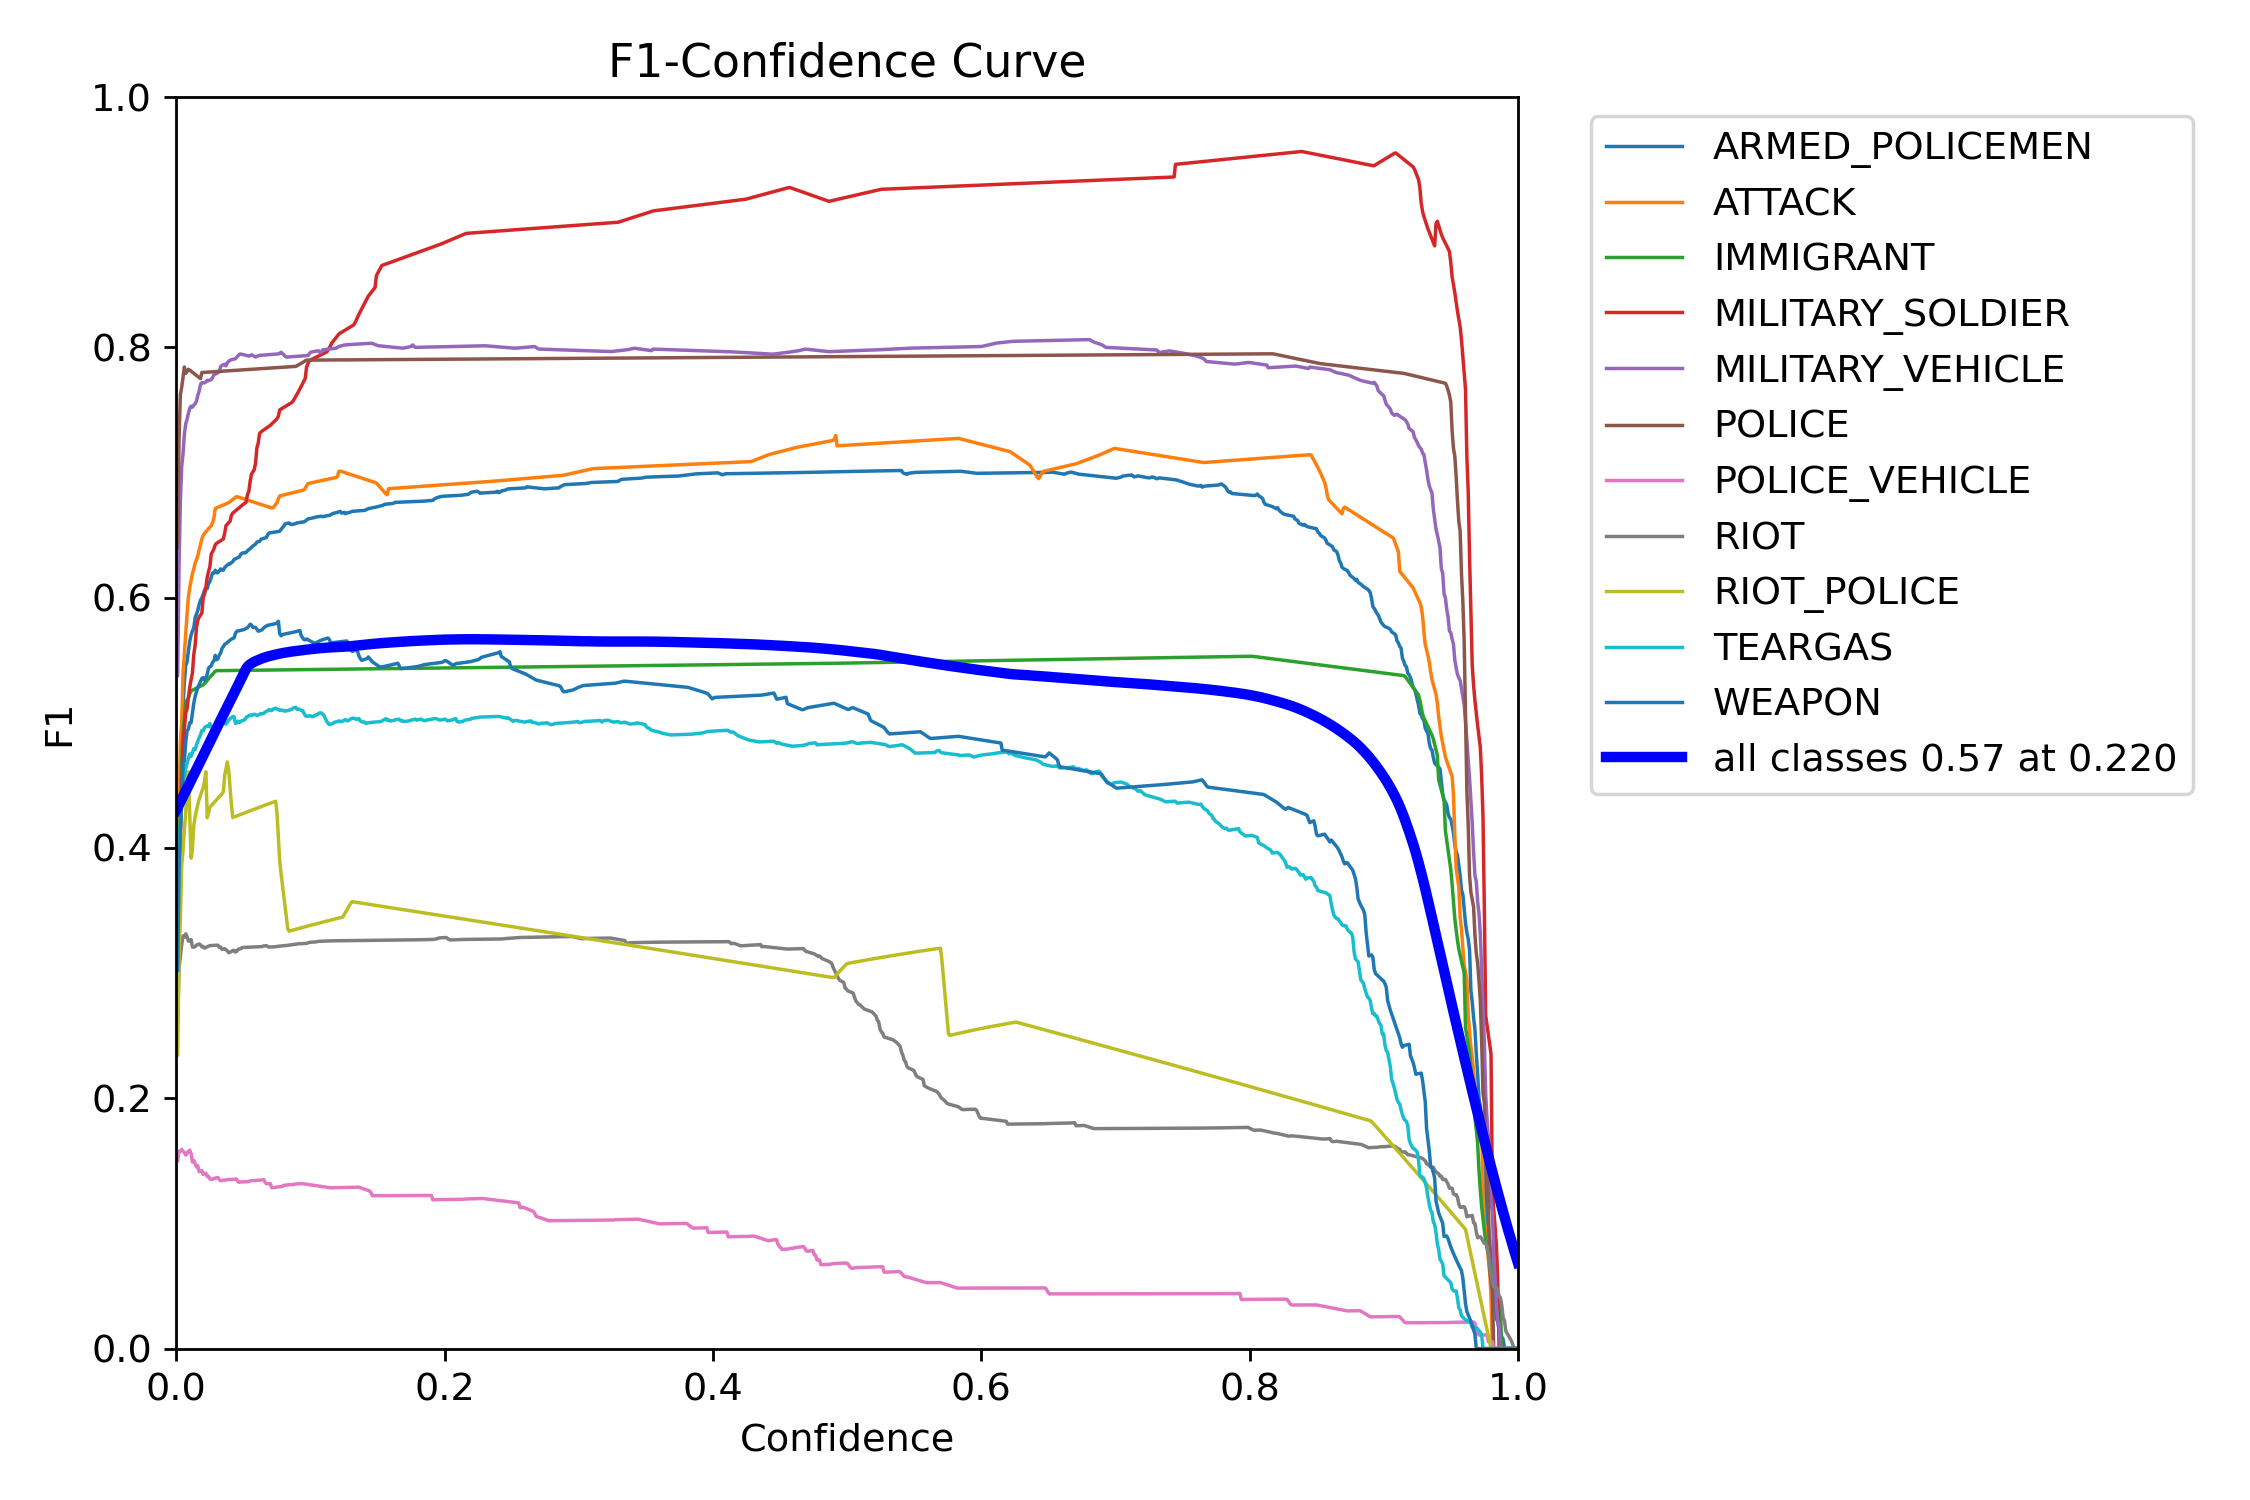 F1-Confidence Curve
1.0
0.8
0.6
0.4
0.2
0.0
F1
0.0 0.2 0.4 0.6 0.8 1.0
Confidence
ARMED_POLICEMEN
ATTACK
IMMIGRANT
MILITARY_SOLDIER
MILITARY_VEHICLE
POLICE
POLICE_VEHICLE
RIOT
RIOT_POLICE
TEARGAS
WEAPON
all classes 0.57 at 0.220